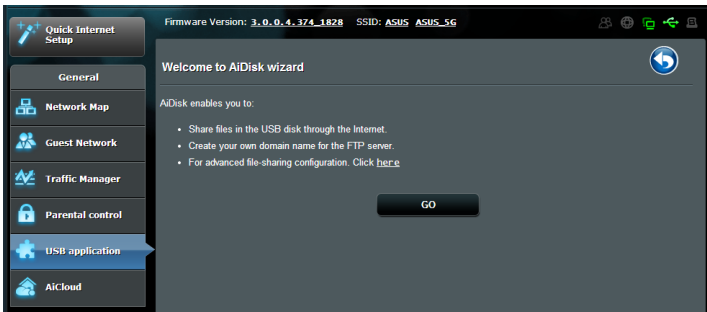 Quick Internet
Setup
Firmware Version: 3.0.0.4.374_1828 SSID: ASUS ASUS_5G
General
Network Map
Guest Network
Traffic Manager
Parental control
USB application
AiCloud
Welcome to AiDisk wizard
AiDisk enables you to:
• Share files in the USB disk through the Internet.
• Create your own domain name for the FTP server.
• For advanced file-sharing configuration. Click here
GO